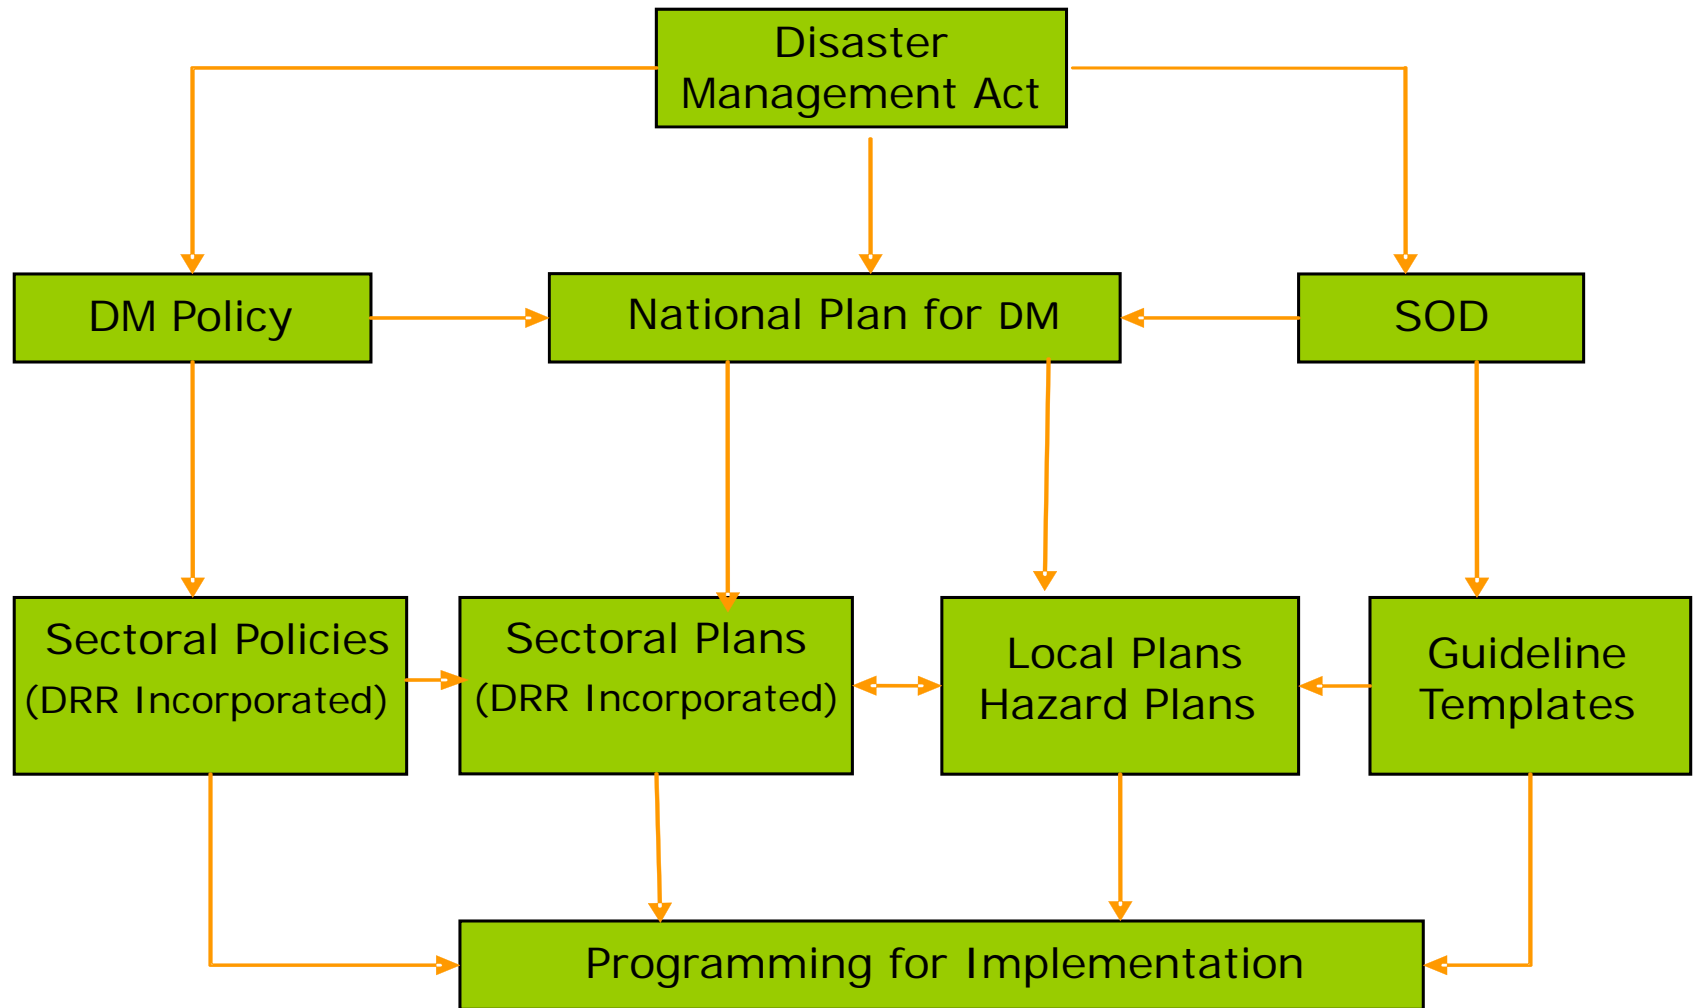 Disaster
Management Act
DM Policy
National Plan for DM
SOD
Sectoral Policies
(DRR Incorporated)
Sectoral Plans
(DRR Incorporated)
Local Plans
Hazard Plans
Guideline
Templates
Programming for Implementation